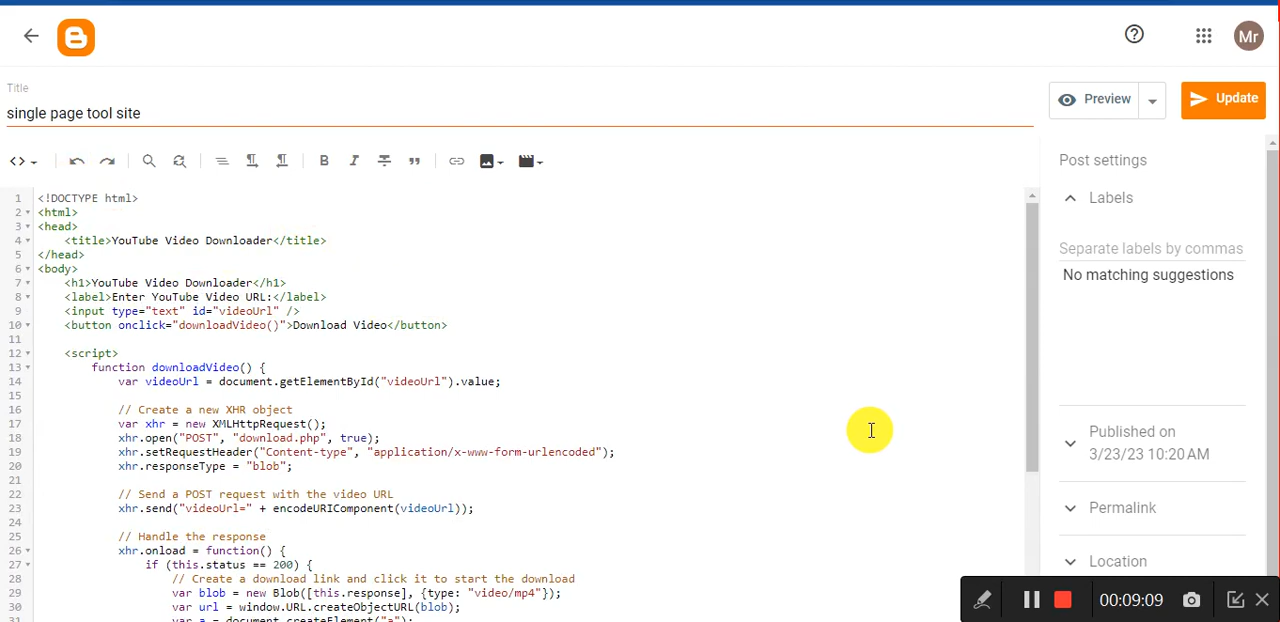 Mr
Title
single page tool site
Preview
Update
Post settings
Labels
Separate labels by commas
No matching suggestions
Published on
3/23/23 10:20 AM
Permalink
Location
1 <!DOCTYPE html>
2 <html>
3 <head>
4 <title>YouTube Video Downloader</title>
5 </head>
6 <body>
7 <h1>YouTube Video Downloader</h1>
8 <label>Enter YouTube Video URL:</label>
9 <input type="text" id="videoUrl" />
10 <button onclick="downloadVideo()">Download Video</button>
11
12 <script>
13 function downloadVideo() {
14 var videoUrl = document.getElementById("videoUrl").value;
15
16 // Create a new XHR object
17 var xhr = new XMLHttpRequest();
18 xhr.open("POST", "download.php", true);
19 xhr.setRequestHeader("Content-type", "application/x-www-form-urlencoded");
20 xhr.responseType = "blob";
21
22 // Send a POST request with the video URL
23 xhr.send("videoUrl=" + encodeURIComponent(videoUrl));
24
25 // Handle the response
26 xhr.onload = function() {
27 if (this.status == 200) {
28 // Create a download link and click it to start the download
29 var blob = new Blob([this.response], {type: "video/mp4"});
30 var url = window.URL.createObjectURL(blob);
31 var a = document.createElement("a");
00:09:09